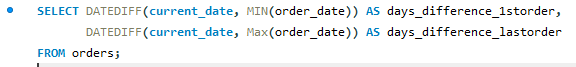 SELECT DATEDIFF(current_date, MIN(order_date)) AS days_difference_1storder,
DATEDIFF(current_date, Max(order_date)) AS days_difference_lastorder
FROM orders;